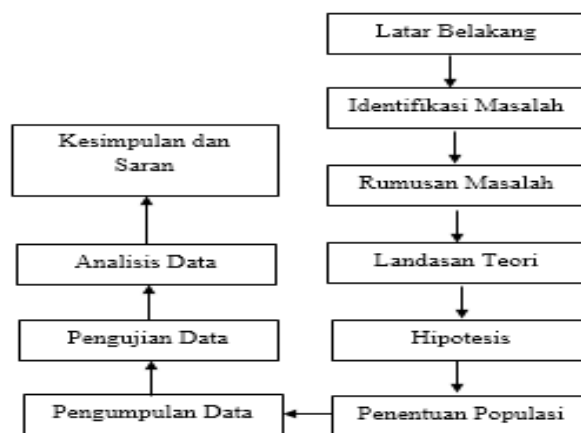 Latar Belakang
Identifikasi Masalah
Rumusan Masalah
Landasan Teori
Hipotesis
Penentuan Populasi
Pengumpulan Data
Pengujian Data
Analisis Data
Kesimpulan dan
Saran